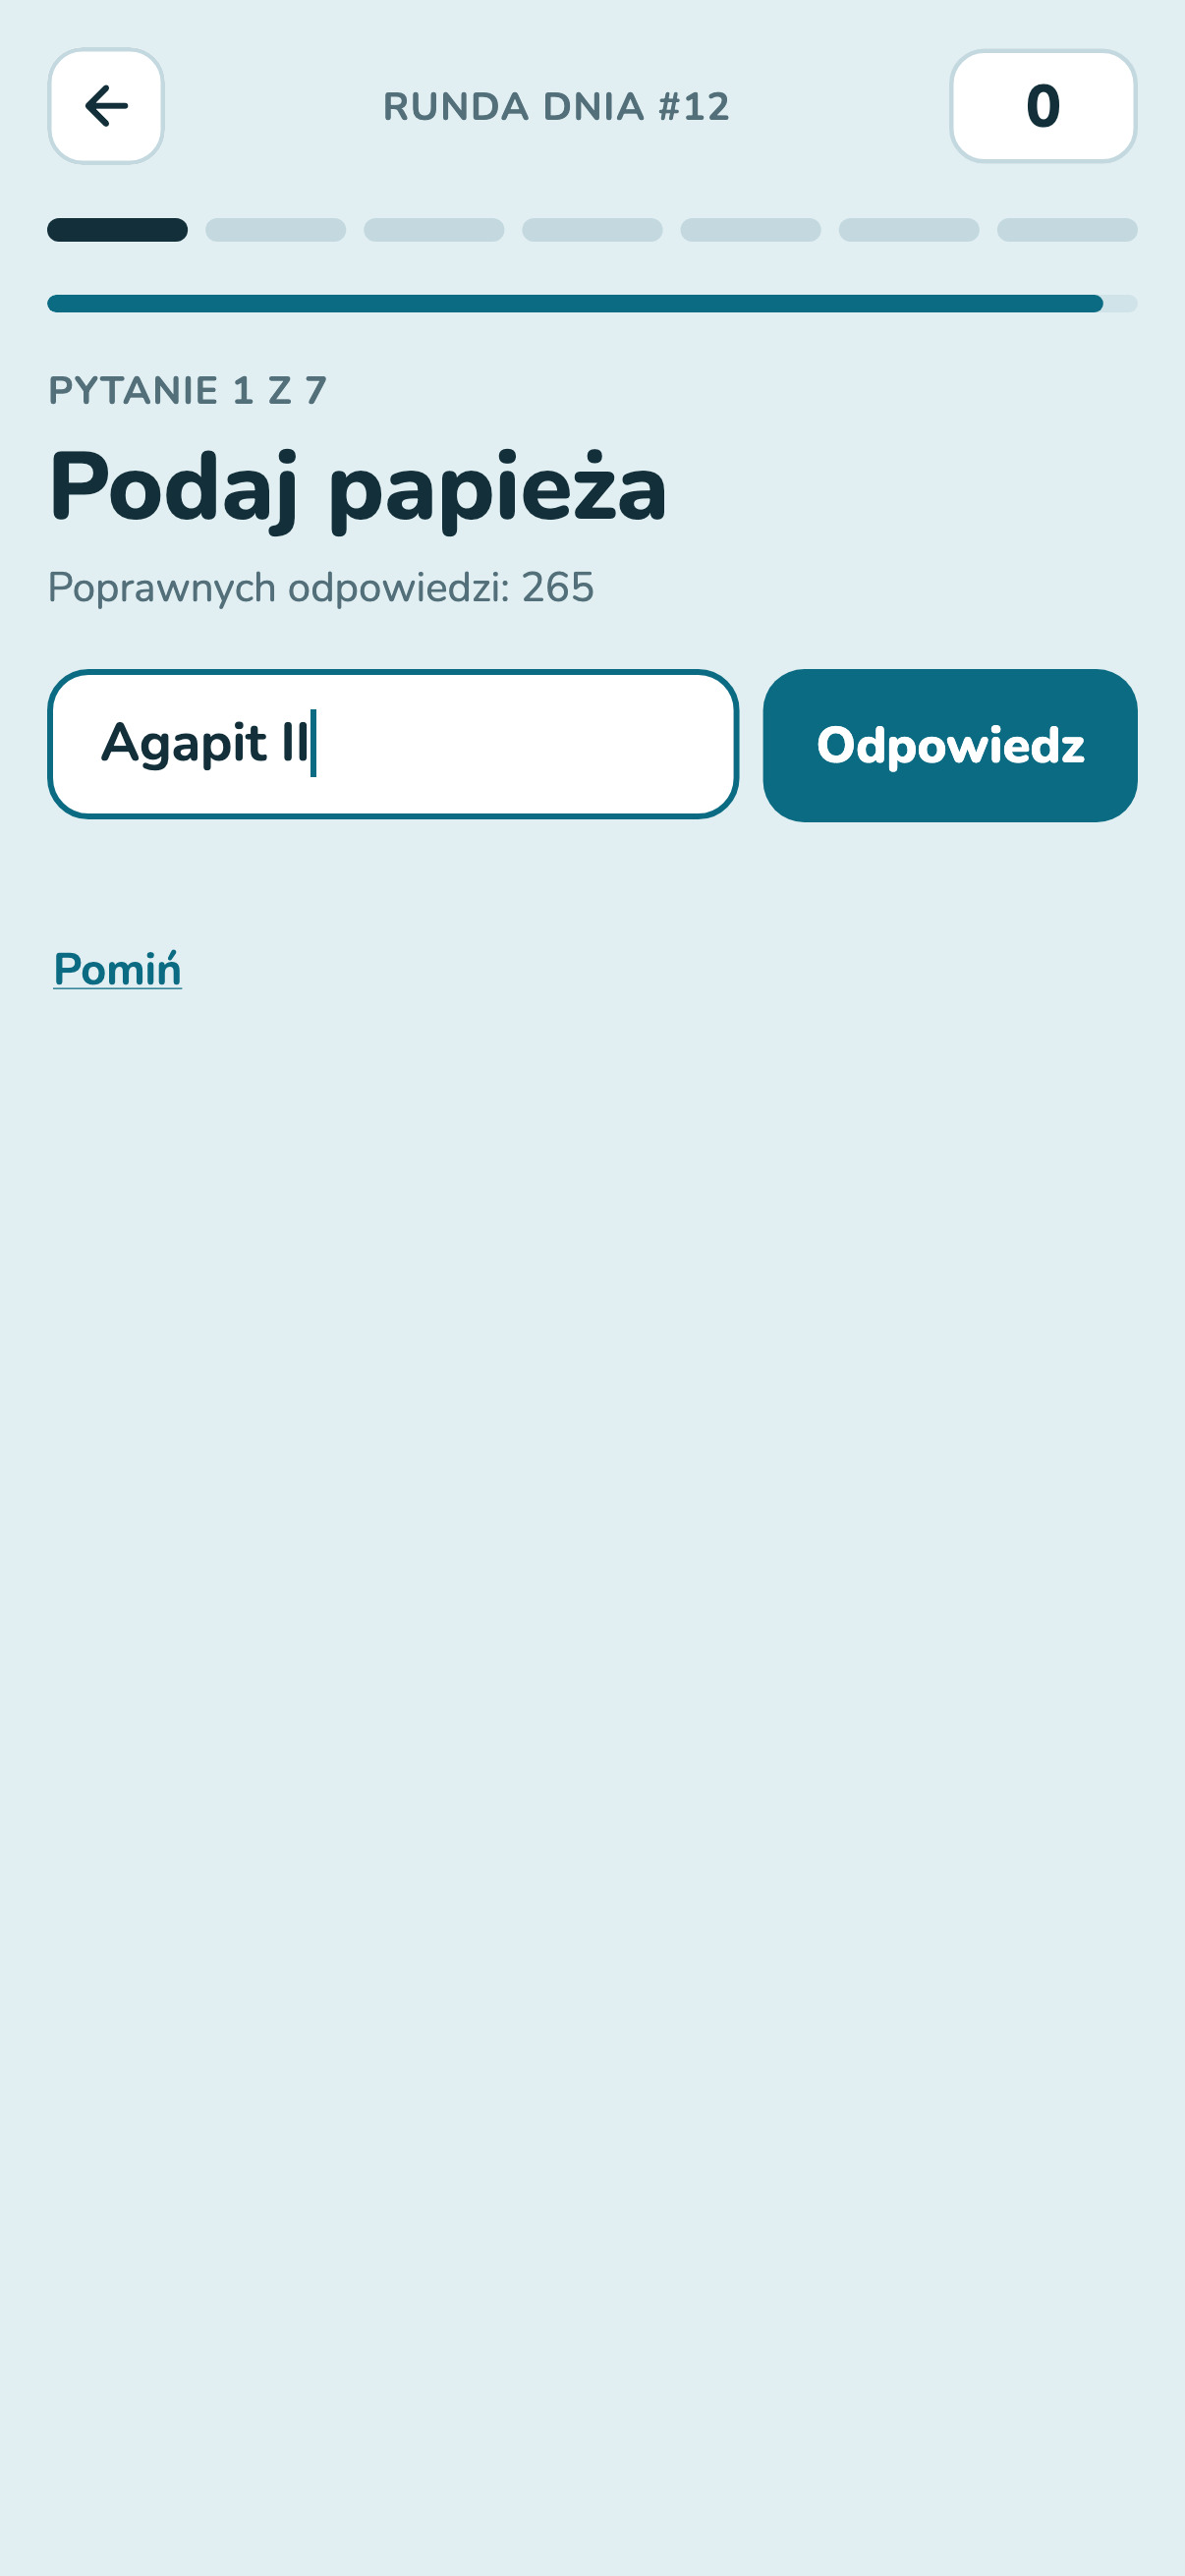 RUNDA DNIA #12
0
PYTANIE 1 Z 7
Podaj papieża
Poprawnych odpowiedzi: 265
Agapit II
Odpowiedz
Pomiń